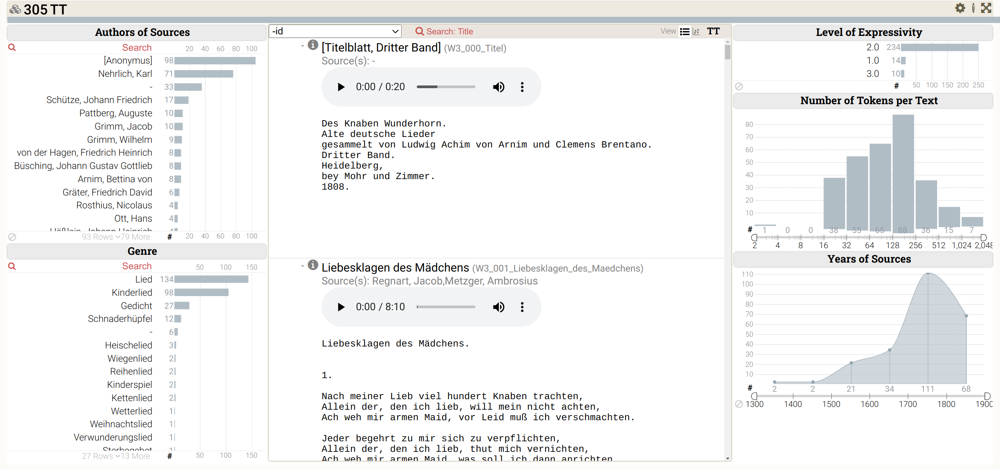 305 TT
Authors of Sources
Search
20 40 60 80 100
[Anonymus] 98
Nehrlich, Karl 71
- 33
Schütze, Johann Friedrich 17
Pattberg, Auguste 10
Grimm, Jacob 10
Grimm, Wilhelm 9
von der Hagen, Friedrich Heinrich 8
Büsching, Johann Gustav Gottlieb 8
Arnim, Bettina von 8
Gräter, Friedrich David 6
Rosthius, Nicolaus 4
Ott, Hans 4
93 Rows 79 More # 20 40 60 80 100
Genre
Search
50 100 150
Lied 134
Kinderlied 98
Gedicht 27
Schnaderhüpfel 12
- 6
Heischelied 3
Wiegenlied 2
Reihenlied 2
Kinderspiel 2
Kettenlied 2
Wetterlied 1
Weihnachtslied 1
Verwunderungslied 1
Sterbegebet 1
27 Rows 13 More # 50 100 150
-id
Search: Title
View TT
- [Titelblatt, Dritter Band] (W3_000_Titel)
Source(s): -
0:00 / 0:20
Des Knaben Wunderhorn.
Alte deutsche Lieder
gesammelt von Ludwig Achim von Arnim und Clemens Brentano.
Dritter Band.
Heidelberg,
bey Mohr und Zimmer.
1808.
- Liebesklagen des Mädchens (W3_001_Liebesklagen_des_Maedchens)
Source(s): Regnart, Jacob,Metzger, Ambrosius
0:00 / 8:10
Liebesklagen des Mädchens.
1.
Nach meiner Lieb viel hundert Knaben trachten,
Allein der, den ich lieb, will mein nicht achten,
Ach weh mir armen Maid, vor Leid muß ich verschmachten.
Jeder begehrt zu mir sich zu verpflichten,
Allein der, den ich lieb, thut mich vernichten,
Ach weh mir armen Maid, was soll ich dann anrichten
Level of Expressivity
2.0 234
1.0 14
3.0 10
# 50 100 150 200 250
Number of Tokens per Text
80
70
60
50
40
30
20
10
# 1 0 0 38 55 65 88 36 15 7
2 4 8 16 32 64 128 256 512 1,024 2,048
Years of Sources
110
100
90
80
70
60
50
40
30
20
10
# 2 2 21 34 111 68
1300 1400 1500 1600 1700 1800 1900